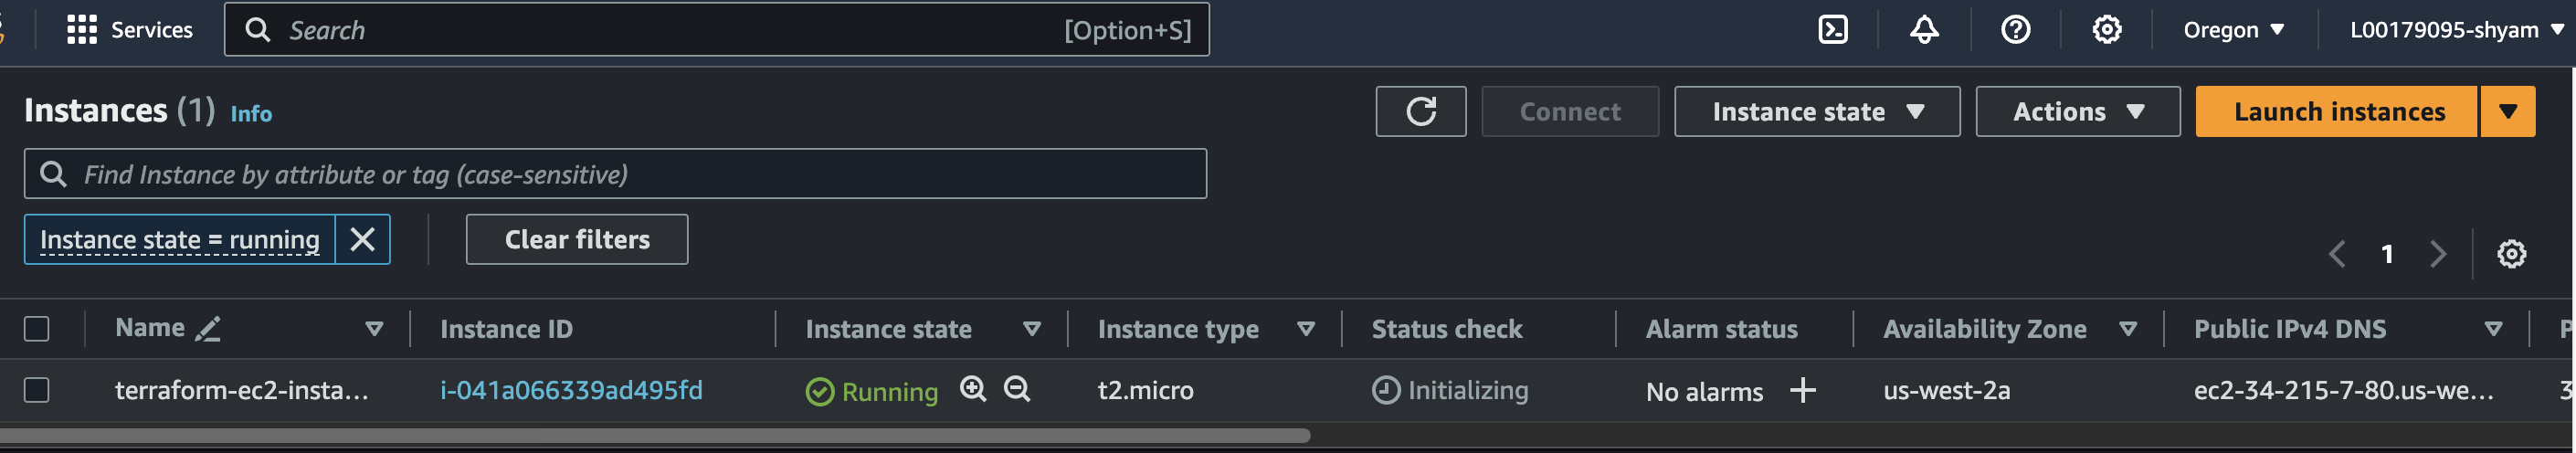 Services Search [Option+S] Oregon L00179095-shyam
Instances (1) Info Connect Instance state Actions Launch instances
Find Instance by attribute or tag (case-sensitive)
Instance state = running Clear filters
1
Name Instance ID Instance state Instance type Status check Alarm status Availability Zone Public IPv4 DNS P
terraform-ec2-insta... i-041a066339ad495fd Running t2.micro Initializing No alarms us-west-2a ec2-34-215-7-80.us-we... 3